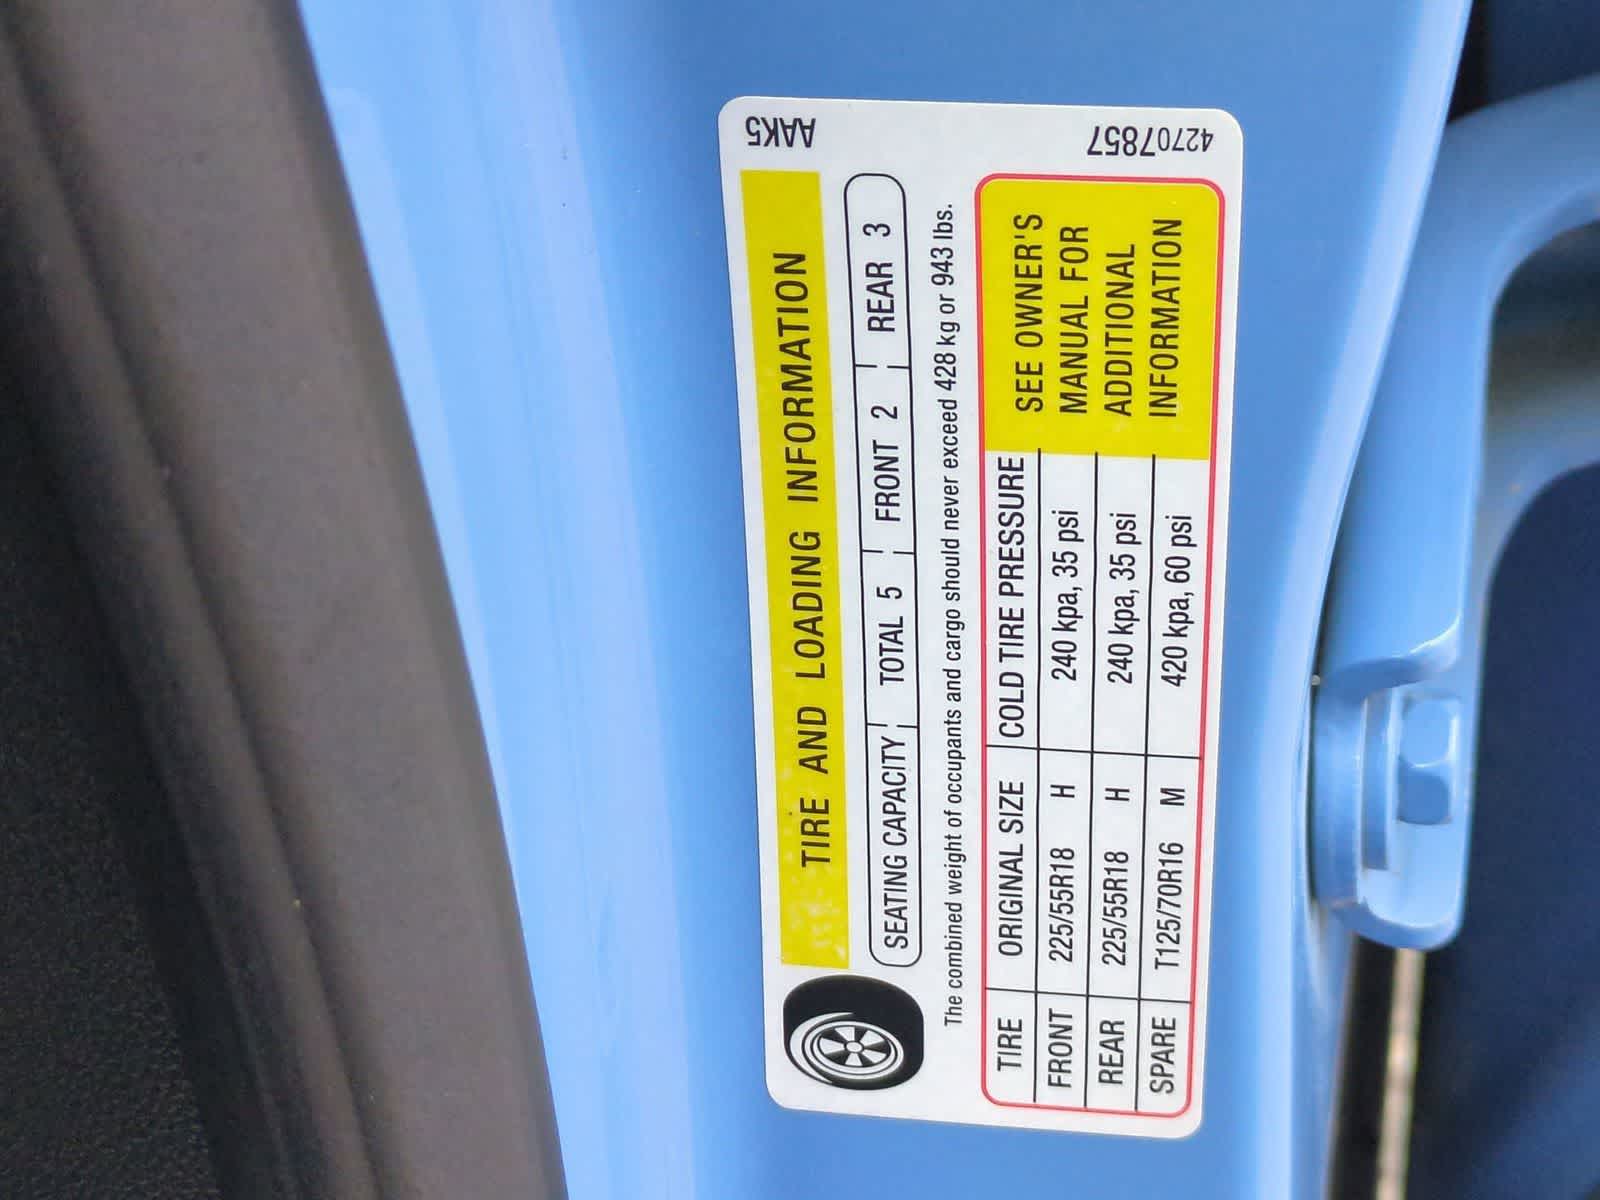 AAK5
42707857
TIRE AND LOADING INFORMATION
SEATING CAPACITY TOTAL 5 FRONT 2 REAR 3
The combined weight of occupants and cargo should never exceed 428 kg or 943 lbs.
TIRE ORIGINAL SIZE COLD TIRE PRESSURE
FRONT 225/55R18 H 240 kpa, 35 psi
REAR 225/55R18 H 240 kpa, 35 psi
SPARE T125/70R16 M 420 kpa, 60 psi
SEE OWNER'S
MANUAL FOR
ADDITIONAL
INFORMATION